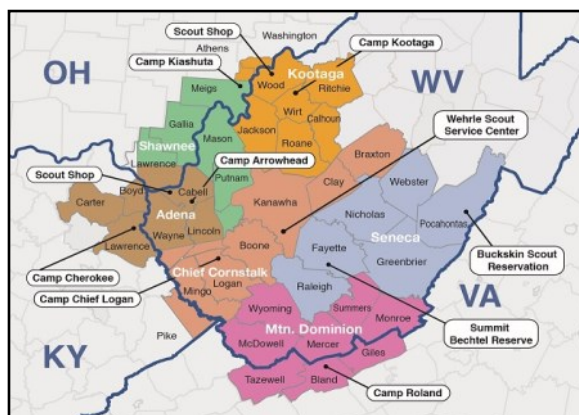 Scout Shop
Washington
Athens
Camp Kootaga
OH
Camp Kiashuta
Wood
Kootaga
WV
Meigs
Ritchie
Wirt
Wehrle Scout
Service Center
Gallia
Mason
Jackson
Calhoun
Shawnee
Roane
Lawrence
Camp Arrowhead
Braxton
Scout Shop
Boyd
Cabell
Putnam
Clay
Webster
Carter
Kanawha
Adena
Nicholas
Pocahontas
Lincoln
Wayne
Seneca
Lawrence
Boone
Fayette
Greenbrier
Buckskin Scout
Reservation
Camp Cherokee
Chief Cornstalk
Camp Chief Logan
Logan
Raleigh
Mingo
VA
Wyoming
Summers
Monroe
Summit
Bechtel Reserve
Pike
Mtn. Dominion
KY
McDowell
Mercer
Giles
Tazewell
Bland
Camp Roland